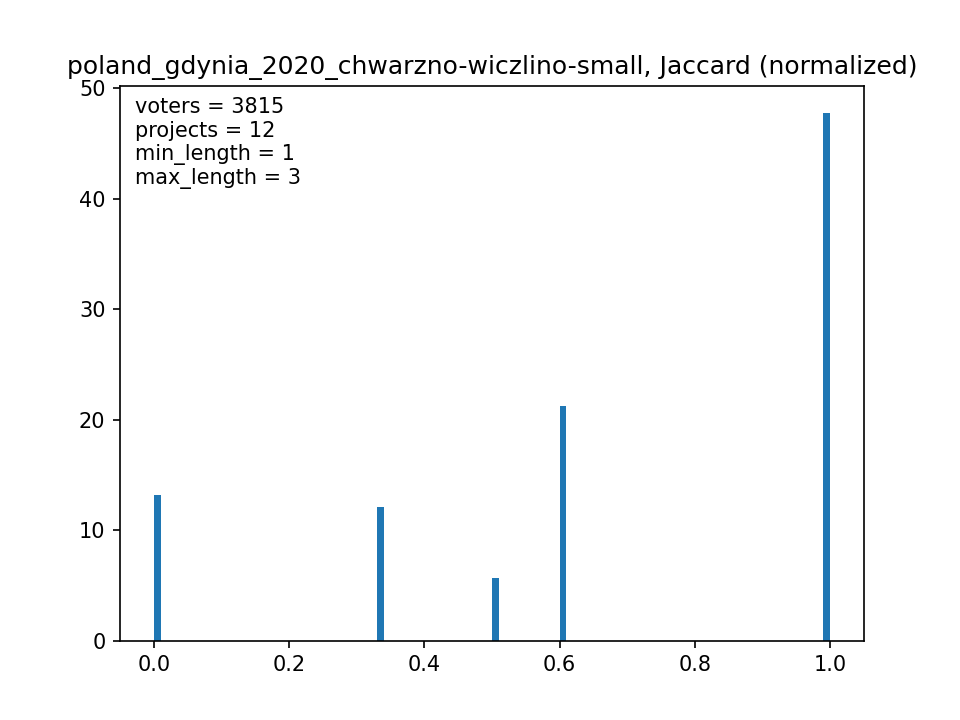 poland_gdynia_2020_chwarzno-wiczlino-small, Jaccard (normalized)
voters = 3815
projects = 12
min_length = 1
max_length = 3
50
40
30
20
10
0
0.0 0.2 0.4 0.6 0.8 1.0